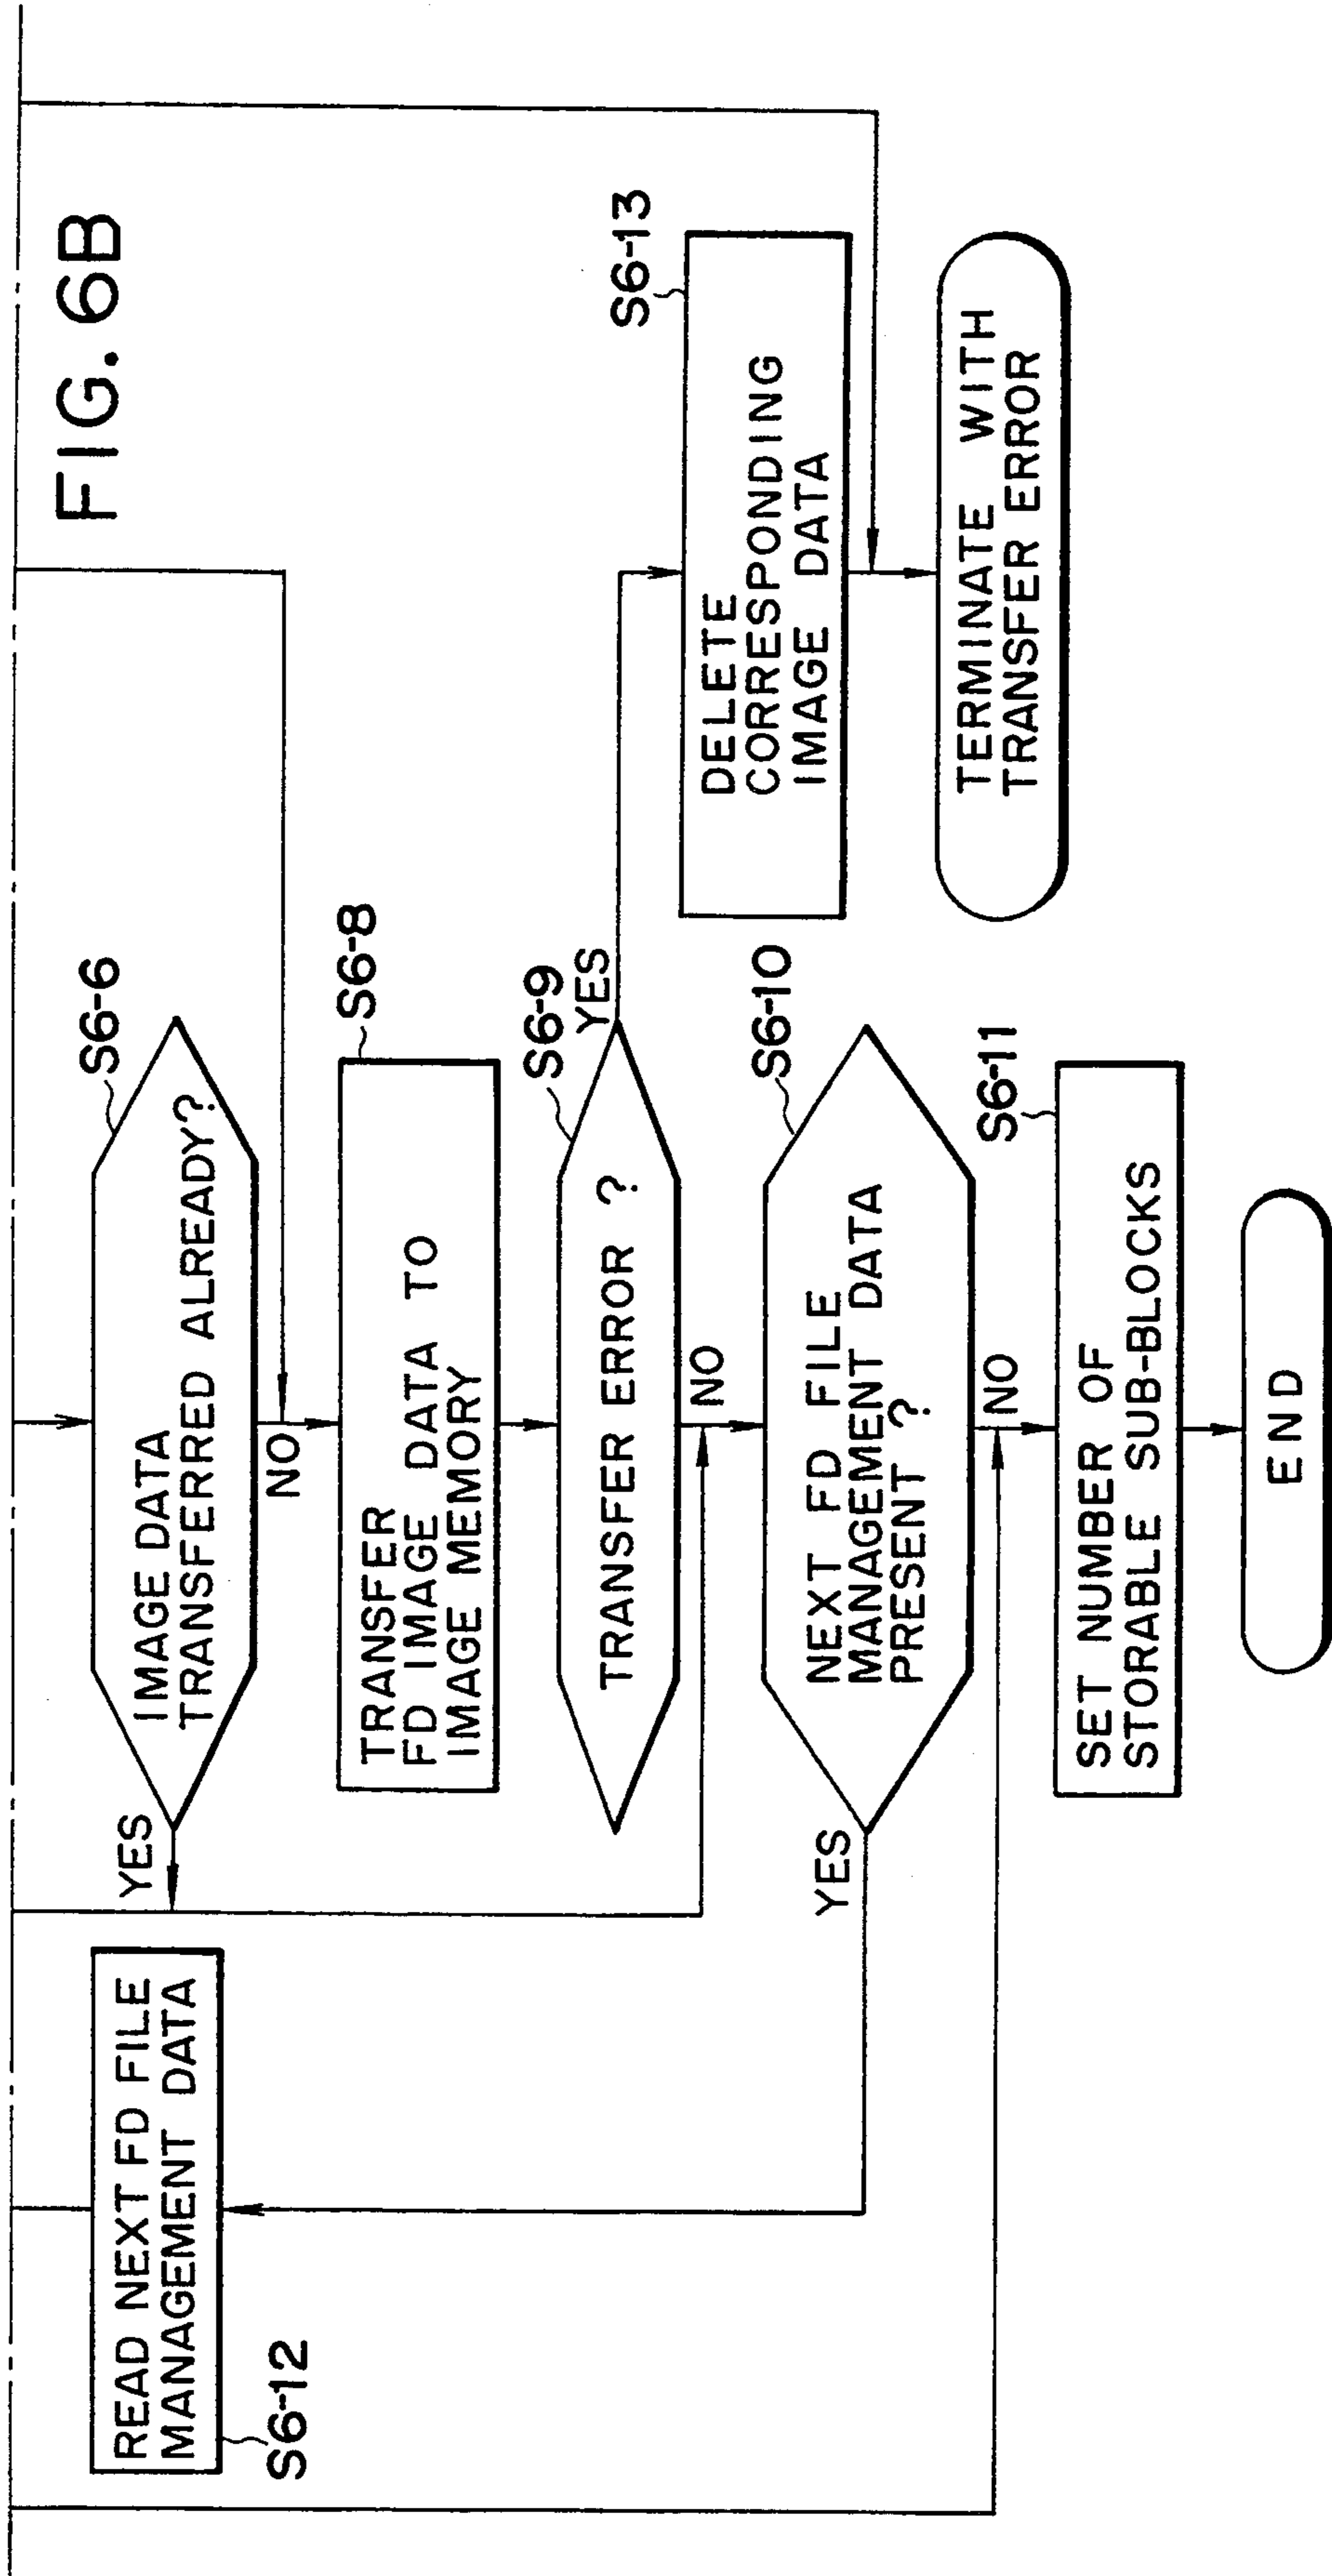 FIG. 6B
S6-6
IMAGE DATA
TRANSFERRED ALREADY?
YES
NO
READ NEXT FD FILE
MANAGEMENT DATA
S6-12
S6-8
TRANSFER
FD IMAGE DATA TO
IMAGE MEMORY
S6-9
TRANSFER ERROR ?
YES
NO
S6-13
DELETE
CORRESPONDING
IMAGE DATA
TERMINATE WITH
TRANSFER ERROR
S6-10
NEXT FD FILE
MANAGEMENT DATA
PRESENT ?
YES
NO
S6-11
SET NUMBER OF
STORABLE SUB-BLOCKS
END